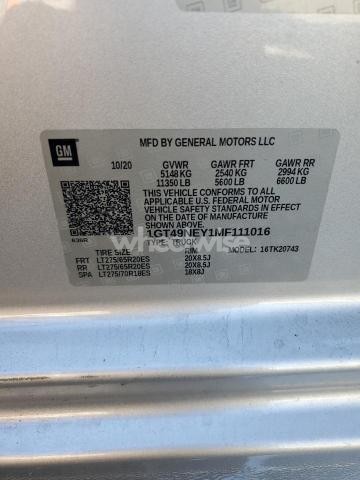 GM
MFD BY GENERAL MOTORS LLC
10/20 GVWR GAWR FRT GAWR RR
5148 KG 2540 KG 2994 KG
11350 LB 5600 LB 6600 LB
THIS VEHICLE CONFORMS TO ALL
APPLICABLE U.S. FEDERAL MOTOR
VEHICLE SAFETY STANDARDS IN EFFECT
ON THE DATE OF MANUFACTURE
SHOWN ABOVE.
1GT49NEY1MF111016
wheelwise
TYPE: TRUCK MODEL: 16TK20743
TIRE SIZE RIM
FRT LT275/65R20ES 20X8.5J
RR LT275/65R20ES 20X8.5J
SPA LT275/70R18ES 18X8J